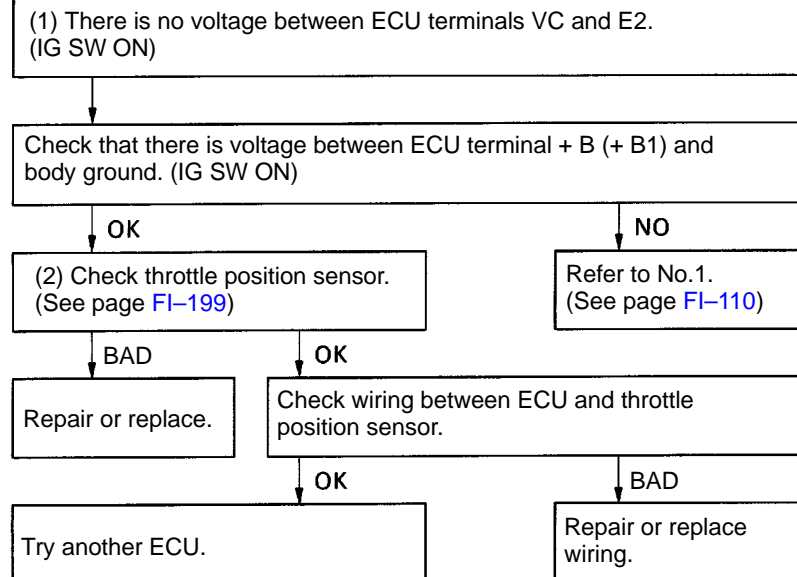 (1) There is no voltage between ECU terminals VC and E2.
(IG SW ON)
Check that there is voltage between ECU terminal + B (+ B1) and
body ground. (IG SW ON)
OK
NO
(2) Check throttle position sensor.
(See page FI–199)
Refer to No.1.
(See page FI–110)
BAD
OK
Repair or replace.
Check wiring between ECU and throttle
position sensor.
OK
BAD
Try another ECU.
Repair or replace
wiring.